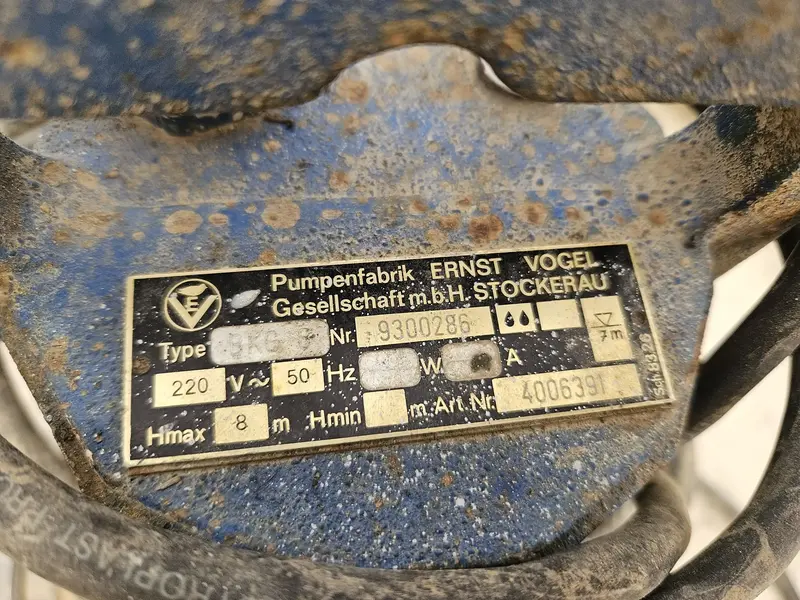 Pumpenfabrik ERNST VOGEL
Gesellschaft m.b.H. STOCKERAU
Type Nr. 9300286 7m
220 V~ 50 Hz W A
Hmax 8 m Hmin m Art Nr. 4006391